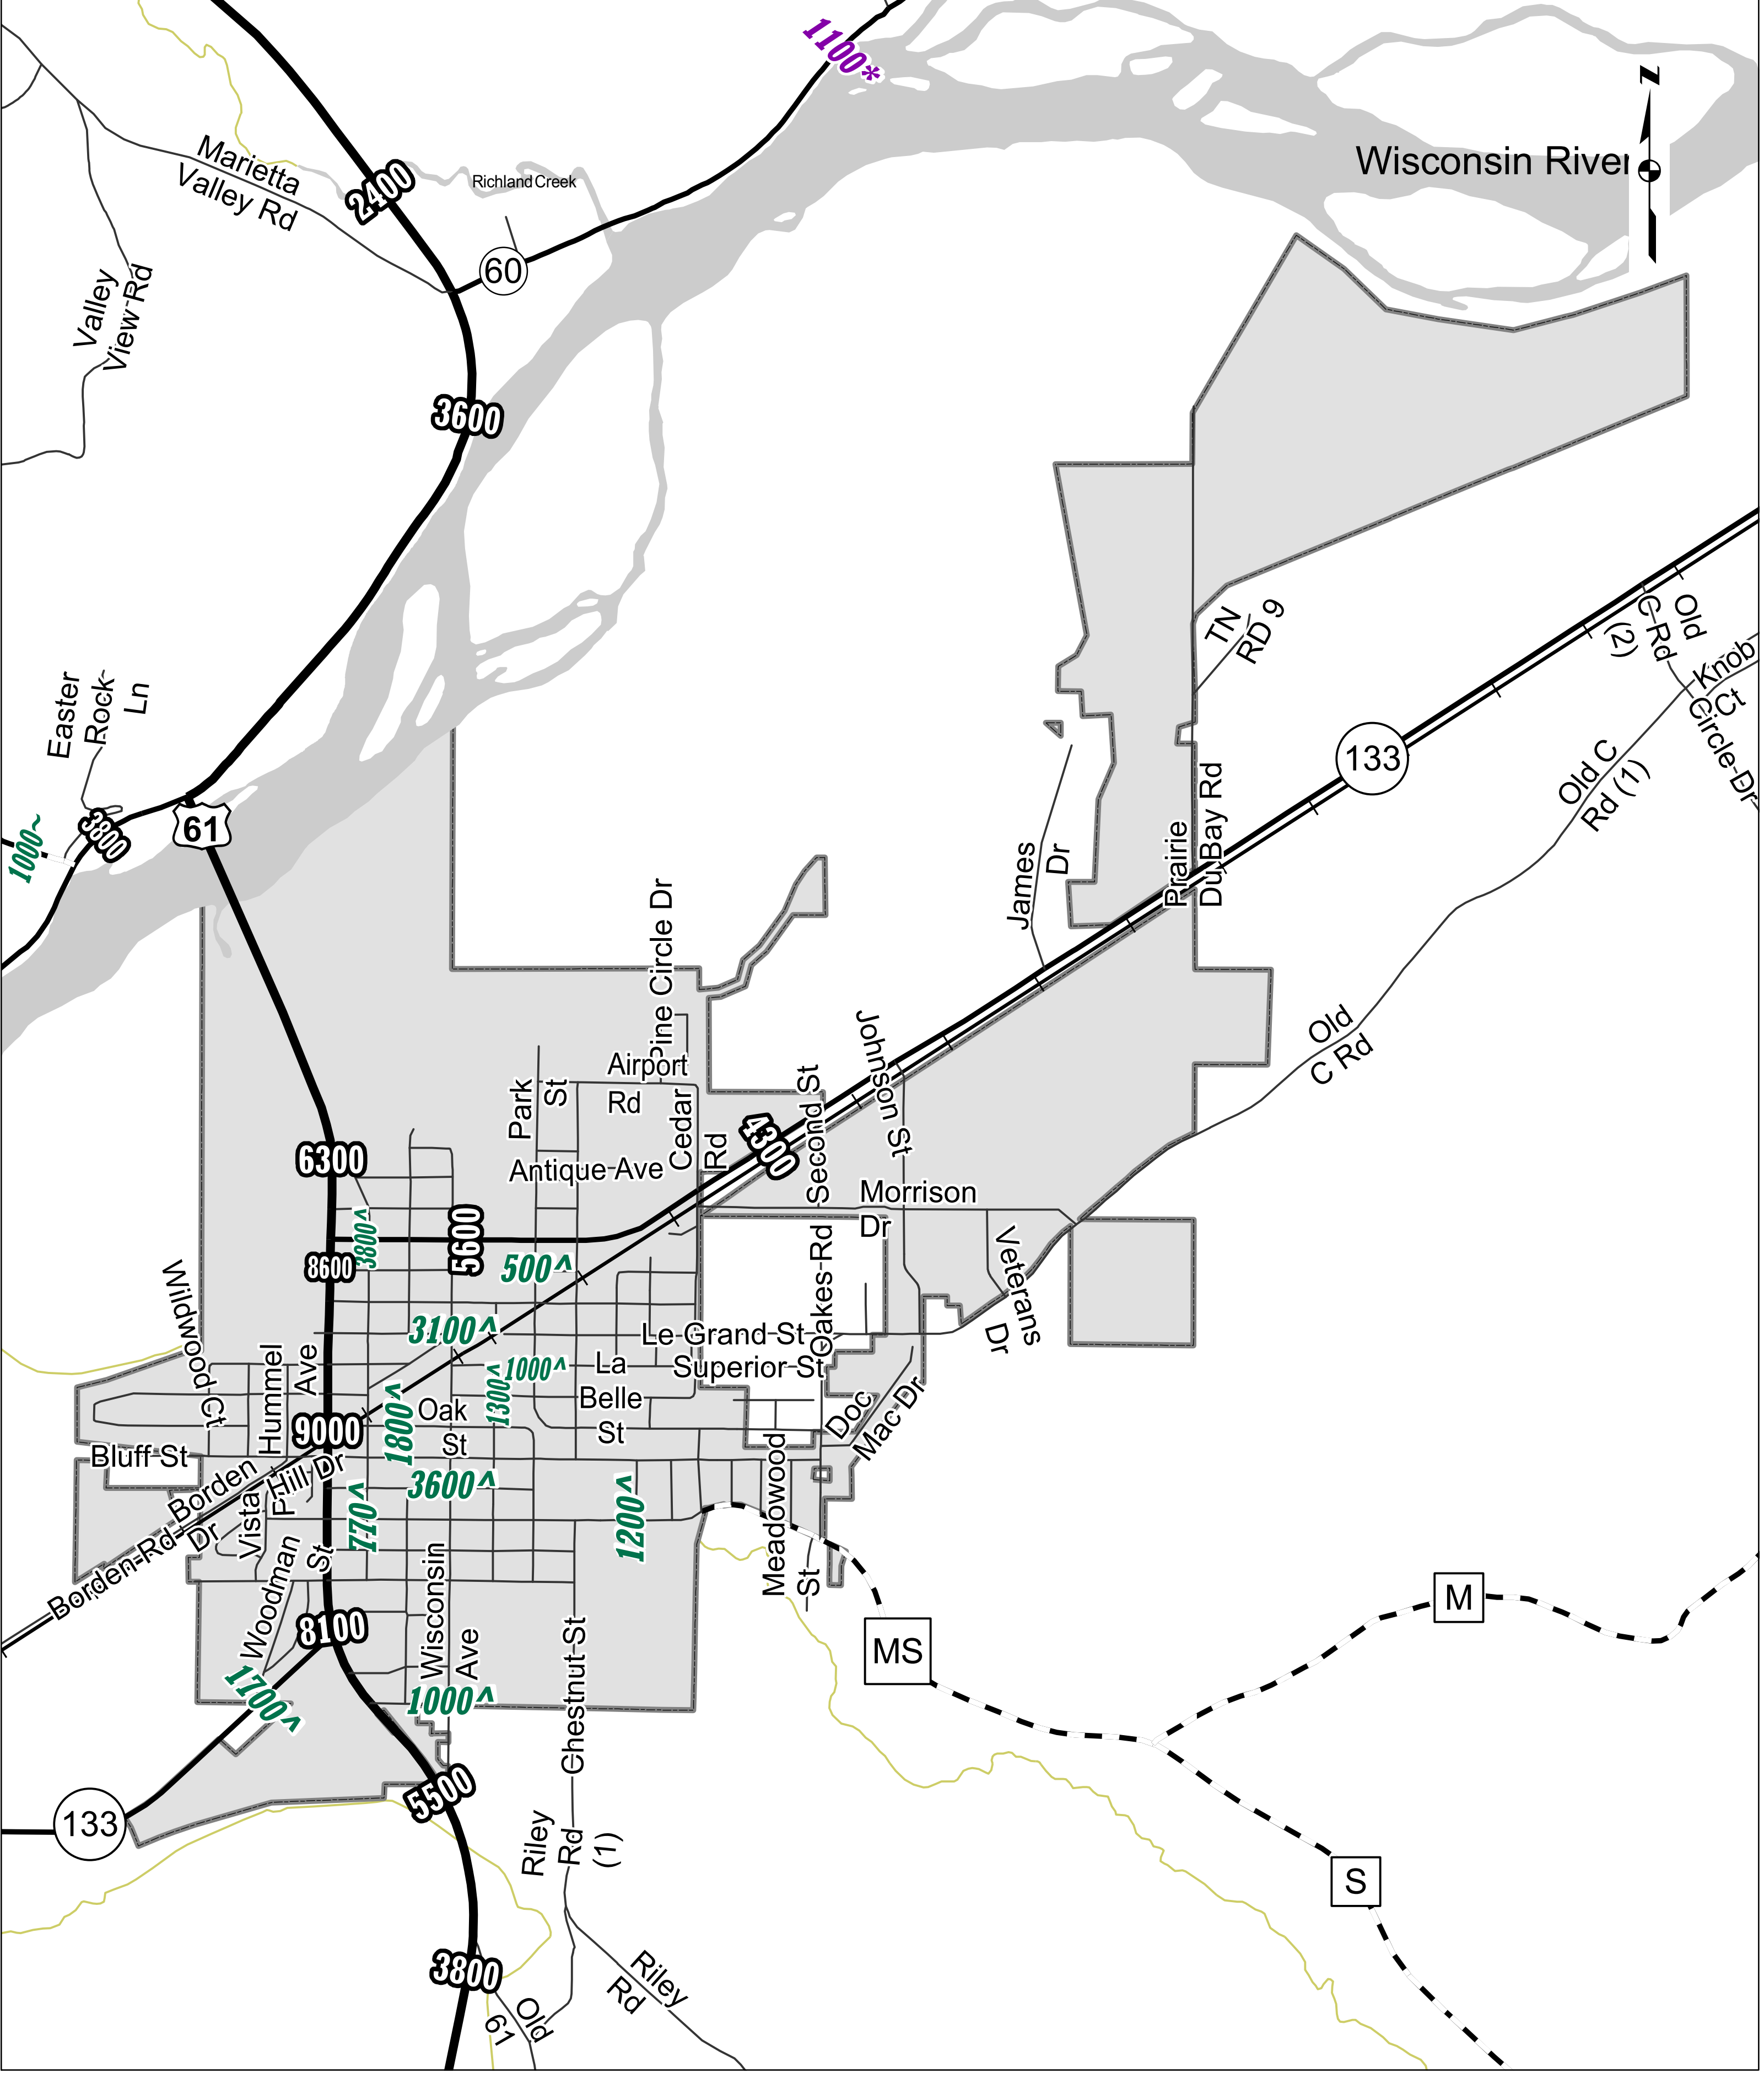 1100*
N
Wisconsin River
Marietta
Valley Rd
2400
Richland Creek
60
Valley
View Rd
3600
TN
RD 9
Old
C Rd
(2)
Knob
Ct
Circle Dr
Easter
Rock
Ln
133
Old C
Rd (1)
61
3800
1000~
James
Dr
Prairie
DuBay Rd
Pine Circle Dr
Airport
Rd
Park
St
Cedar
Rd
Johnson St
Second St
4300
Old
C Rd
6300
Antique Ave
Morrison
Dr
3800^
5600
8600
500^
Oakes Rd
Veterans
Dr
Wildwood Ct
3100^
Le Grand St
Superior St
Hummel
Ave
La
Belle
St
1000^
1300^
1800^
Oak
St
9000
Doc
Mac Dr
Bluff St
Borden
Dr
Hill Dr
3600^
Vista
770^
1200^
Meadowood
St
Borden Rd
Woodman
St
Wisconsin
Ave
8100
M
MS
Chestnut St
1700^
1000^
5500
133
Riley
Rd
(1)
S
3800
Riley
Rd
Old
61